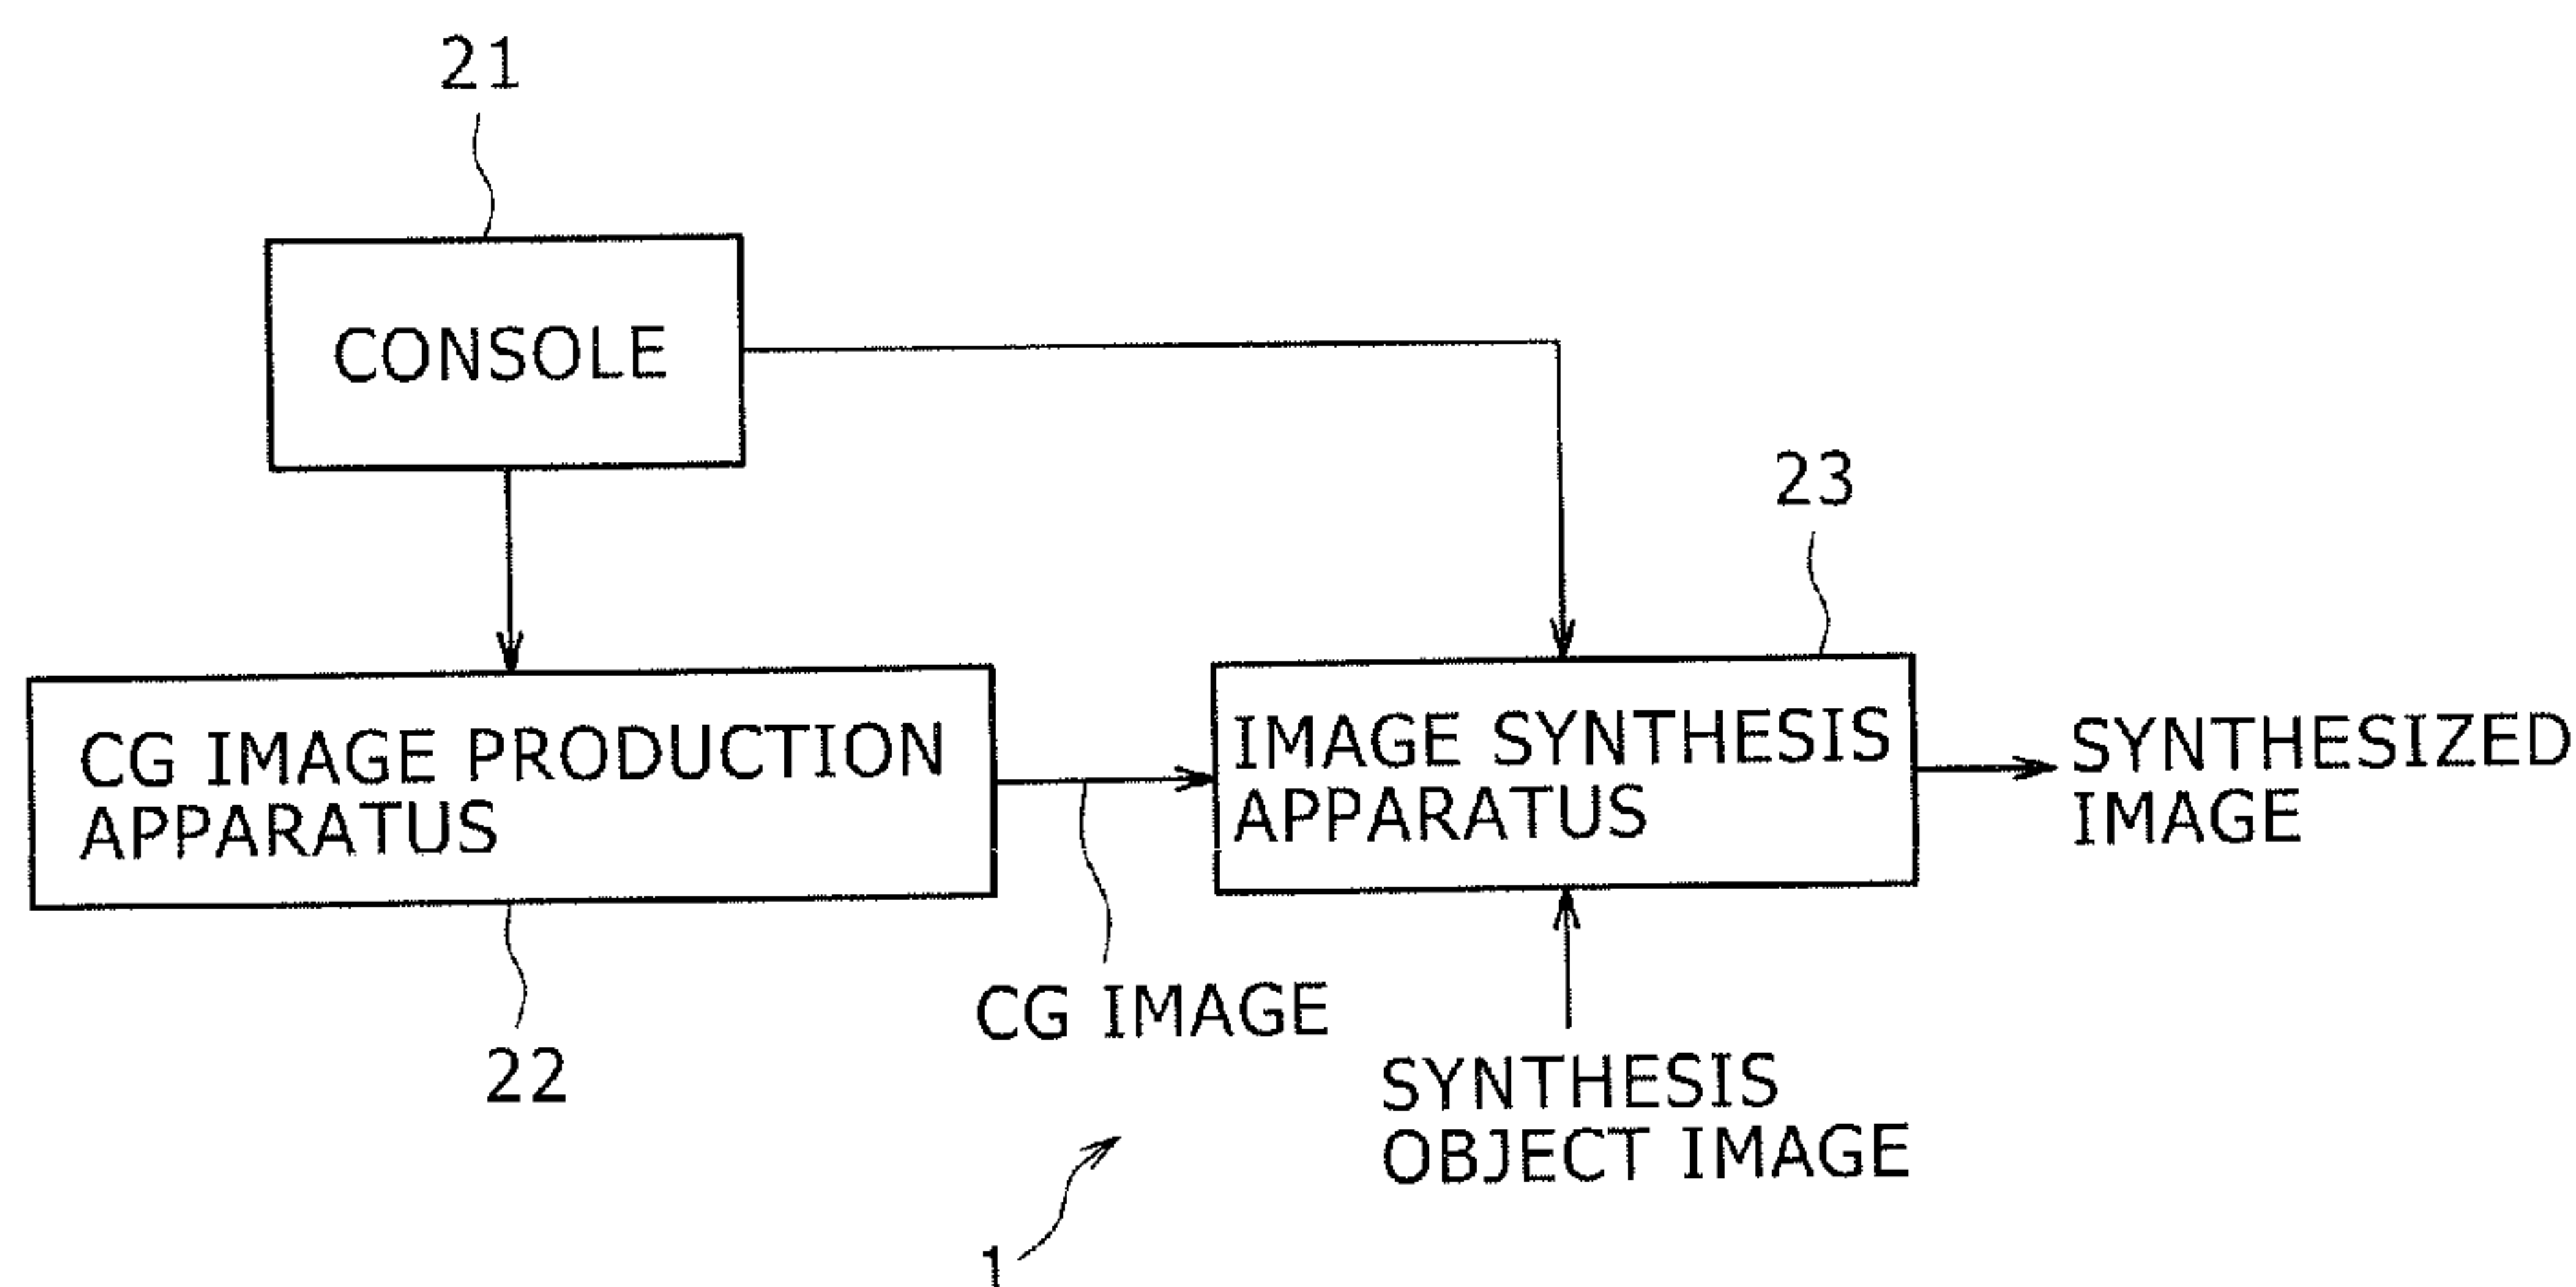 21
CONSOLE
23
CG IMAGE PRODUCTION
APPARATUS
IMAGE SYNTHESIS
APPARATUS
SYNTHESIZED
IMAGE
CG IMAGE
22
SYNTHESIS
OBJECT IMAGE
1